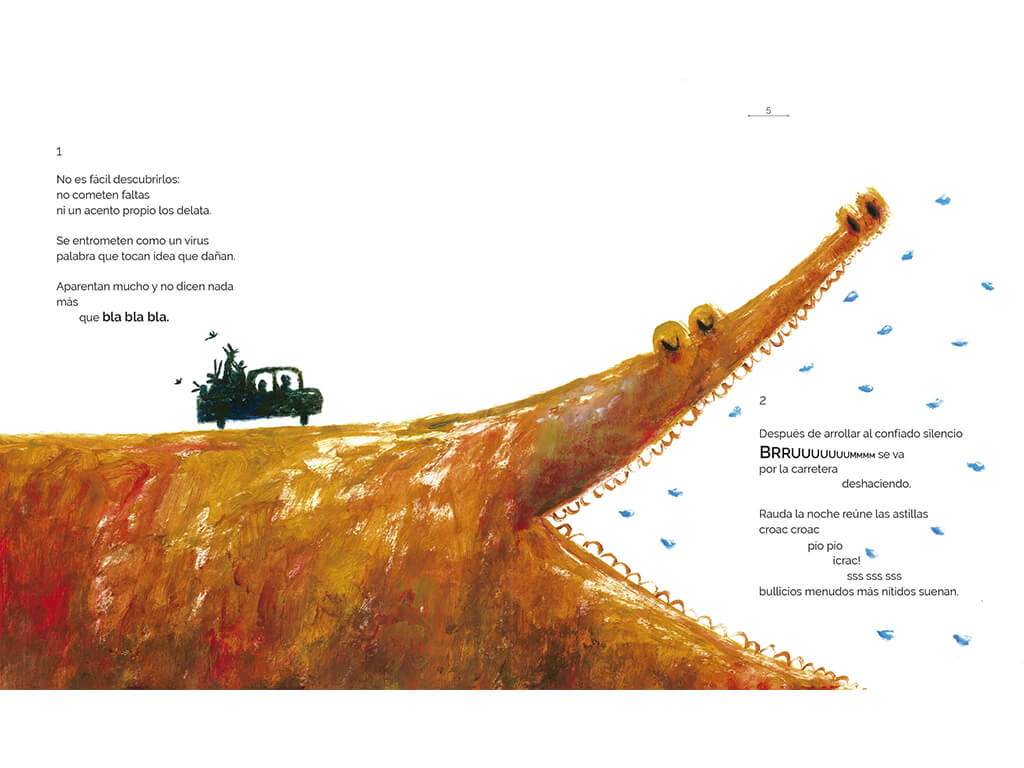 5
1
No es fácil descubrirlos:
no cometen faltas
ni un acento propio los delata.
Se entrometen como un virus
palabra que tocan idea que dañan.
Aparentan mucho y no dicen nada
más
que bla bla bla.
2
Después de arrollar al confiado silencio
BRRUUUUUUUMMMM se va
por la carretera
deshaciendo.
Rauda la noche reúne las astillas
croac croac
pío pío
¡crac!
sss sss sss
bullicios menudos más nítidos suenan.